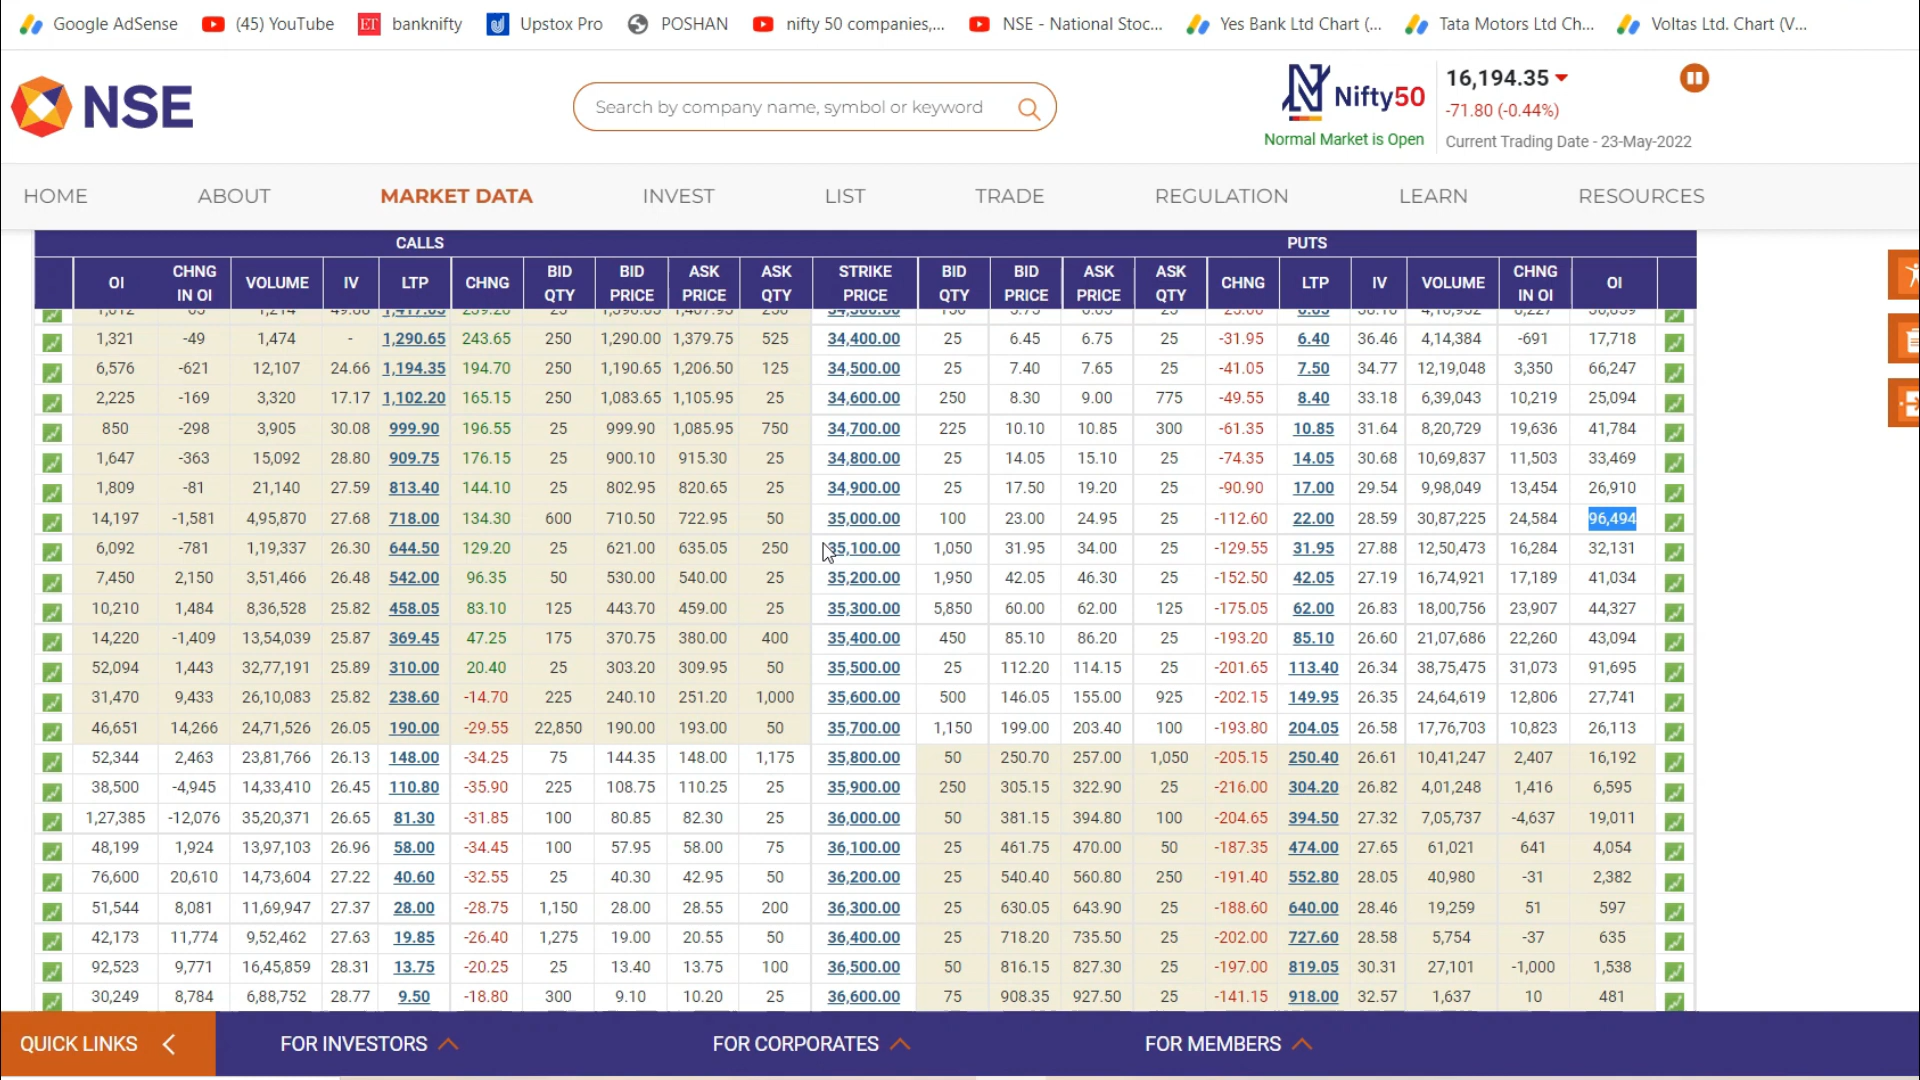 Google AdSense (45) YouTube ET banknifty Upstox Pro POSHAN nifty 50 companies,... NSE - National Stoc... Yes Bank Ltd Chart (... Tata Motors Ltd Ch... Voltas Ltd. Chart (V...
NSE
Search by company name, symbol or keyword
Nifty50
Normal Market is Open
16,194.35
-71.80 (-0.44%)
Current Trading Date - 23-May-2022
HOME ABOUT MARKET DATA INVEST LIST TRADE REGULATION LEARN RESOURCES
CALLS PUTS
OI CHNG IN OI VOLUME IV LTP CHNG BID QTY BID PRICE ASK PRICE ASK QTY STRIKE PRICE BID QTY BID PRICE ASK PRICE ASK QTY CHNG LTP IV VOLUME CHNG IN OI OI
1,321 -49 1,474 - 1,290.65 243.65 250 1,290.00 1,379.75 525 34,400.00 25 6.45 6.75 25 -31.95 6.40 36.46 4,14,384 -691 17,718
6,576 -621 12,107 24.66 1,194.35 194.70 250 1,190.65 1,206.50 125 34,500.00 25 7.40 7.65 25 -41.05 7.50 34.77 12,19,048 3,350 66,247
2,225 -169 3,320 17.17 1,102.20 165.15 250 1,083.65 1,105.95 25 34,600.00 250 8.30 9.00 775 -49.55 8.40 33.18 6,39,043 10,219 25,094
850 -298 3,905 30.08 999.90 196.55 25 999.90 1,085.95 750 34,700.00 225 10.10 10.85 300 -61.35 10.85 31.64 8,20,729 19,636 41,784
1,647 -363 15,092 28.80 909.75 176.15 25 900.10 915.30 25 34,800.00 25 14.05 15.10 25 -74.35 14.05 30.68 10,69,837 11,503 33,469
1,809 -81 21,140 27.59 813.40 144.10 25 802.95 820.65 25 34,900.00 25 17.50 19.20 25 -90.90 17.00 29.54 9,98,049 13,454 26,910
14,197 -1,581 4,95,870 27.68 718.00 134.30 600 710.50 722.95 50 35,000.00 100 23.00 24.95 25 -112.60 22.00 28.59 30,87,225 24,584 96,494
6,092 -781 1,19,337 26.30 644.50 129.20 25 621.00 635.05 250 35,100.00 1,050 31.95 34.00 25 -129.55 31.95 27.88 12,50,473 16,284 32,131
7,450 2,150 3,51,466 26.48 542.00 96.35 50 530.00 540.00 25 35,200.00 1,950 42.05 46.30 25 -152.50 42.05 27.19 16,74,921 17,189 41,034
10,210 1,484 8,36,528 25.82 458.05 83.10 125 443.70 459.00 25 35,300.00 5,850 60.00 62.00 125 -175.05 62.00 26.83 18,00,756 23,907 44,327
14,220 -1,409 13,54,039 25.87 369.45 47.25 175 370.75 380.00 400 35,400.00 450 85.10 86.20 25 -193.20 85.10 26.60 21,07,686 22,260 43,094
52,094 1,443 32,77,191 25.89 310.00 20.40 25 303.20 309.95 50 35,500.00 25 112.20 114.15 25 -201.65 113.40 26.34 38,75,475 31,073 91,695
31,470 9,433 26,10,083 25.82 238.60 -14.70 225 240.10 251.20 1,000 35,600.00 500 146.05 155.00 925 -202.15 149.95 26.35 24,64,619 12,806 27,741
46,651 14,266 24,71,526 26.05 190.00 -29.55 22,850 190.00 193.00 50 35,700.00 1,150 199.00 203.40 100 -193.80 204.05 26.58 17,76,703 10,823 26,113
52,344 2,463 23,81,766 26.13 148.00 -34.25 75 144.35 148.00 1,175 35,800.00 50 250.70 257.00 1,050 -205.15 250.40 26.61 10,41,247 2,407 16,192
38,500 -4,945 14,33,410 26.45 110.80 -35.90 225 108.75 110.25 25 35,900.00 250 305.15 322.90 25 -216.00 304.20 26.82 4,01,248 1,416 6,595
1,27,385 -12,076 35,20,371 26.65 81.30 -31.85 100 80.85 82.30 25 36,000.00 50 381.15 394.80 100 -204.65 394.50 27.32 7,05,737 -4,637 19,011
48,199 1,924 13,97,103 26.96 58.00 -34.45 100 57.95 58.00 75 36,100.00 25 461.75 470.00 50 -187.35 474.00 27.65 61,021 641 4,054
76,600 20,610 14,73,604 27.22 40.60 -32.55 25 40.30 42.95 50 36,200.00 25 540.40 560.80 250 -191.40 552.80 28.05 40,980 -31 2,382
51,544 8,081 11,69,947 27.37 28.00 -28.75 1,150 28.00 28.55 200 36,300.00 25 630.05 643.90 25 -188.60 640.00 28.46 19,259 51 597
42,173 11,774 9,52,462 27.63 19.85 -26.40 1,275 19.00 20.55 50 36,400.00 25 718.20 735.50 25 -202.00 727.60 28.58 5,754 -37 635
92,523 9,771 16,45,859 28.31 13.75 -20.25 25 13.40 13.75 100 36,500.00 50 816.15 827.30 25 -197.00 819.05 30.31 27,101 -1,000 1,538
30,249 8,784 6,88,752 28.77 9.50 -18.80 300 9.10 10.20 25 36,600.00 75 908.35 927.50 25 -141.15 918.00 32.57 1,637 10 481
QUICK LINKS FOR INVESTORS FOR CORPORATES FOR MEMBERS